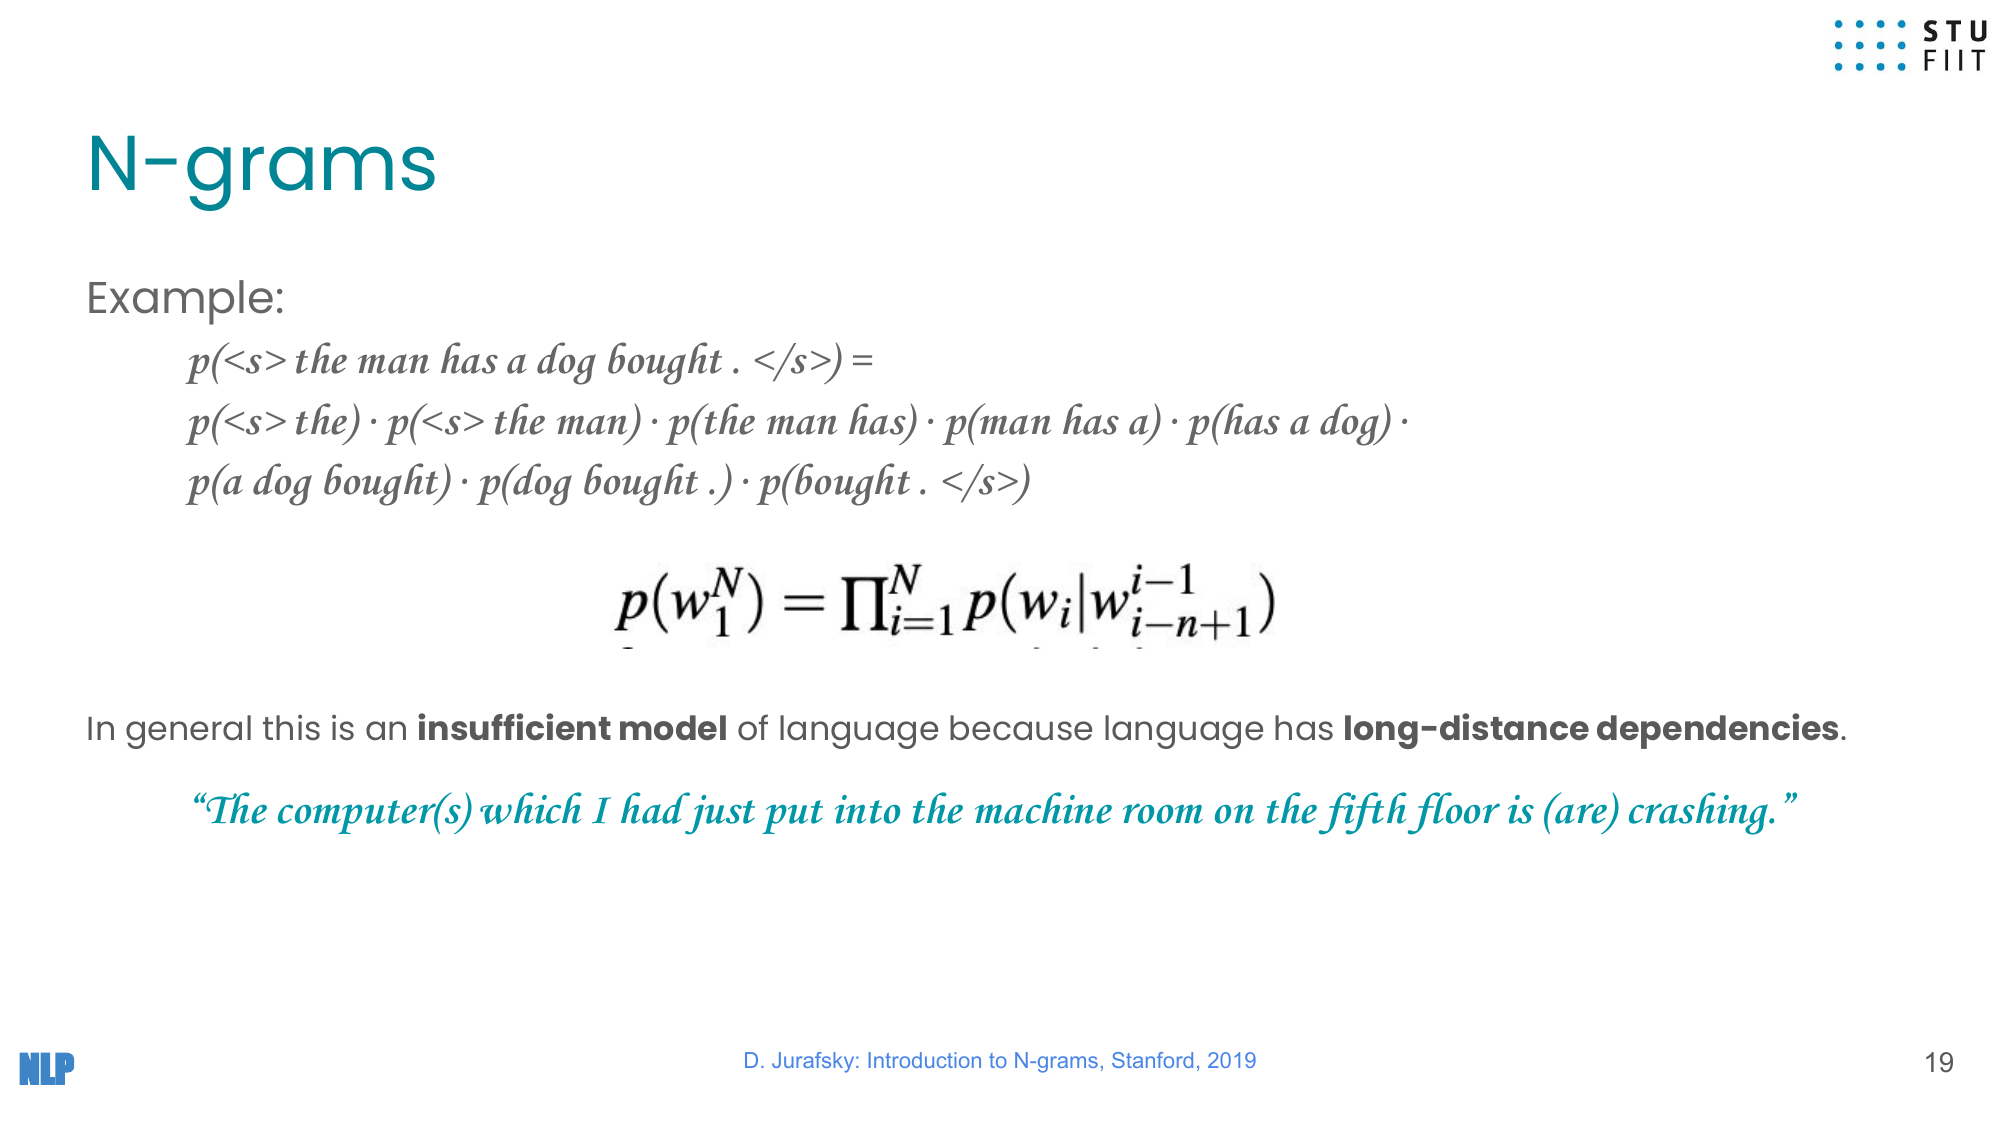 STU
FIIT
N-grams
Example:
p(<s> the man has a dog bought . </s>) =
p(<s> the) · p(<s> the man) · p(the man has) · p(man has a) · p(has a dog) ·
p(a dog bought) · p(dog bought .) · p(bought . </s>)
p(w_1^N) = ∏_{i=1}^N p(w_i|w_{i-n+1}^{i-1})
In general this is an insufficient model of language because language has long-distance dependencies.
“The computer(s) which I had just put into the machine room on the fifth floor is (are) crashing.”
NLP
D. Jurafsky: Introduction to N-grams, Stanford, 2019
19